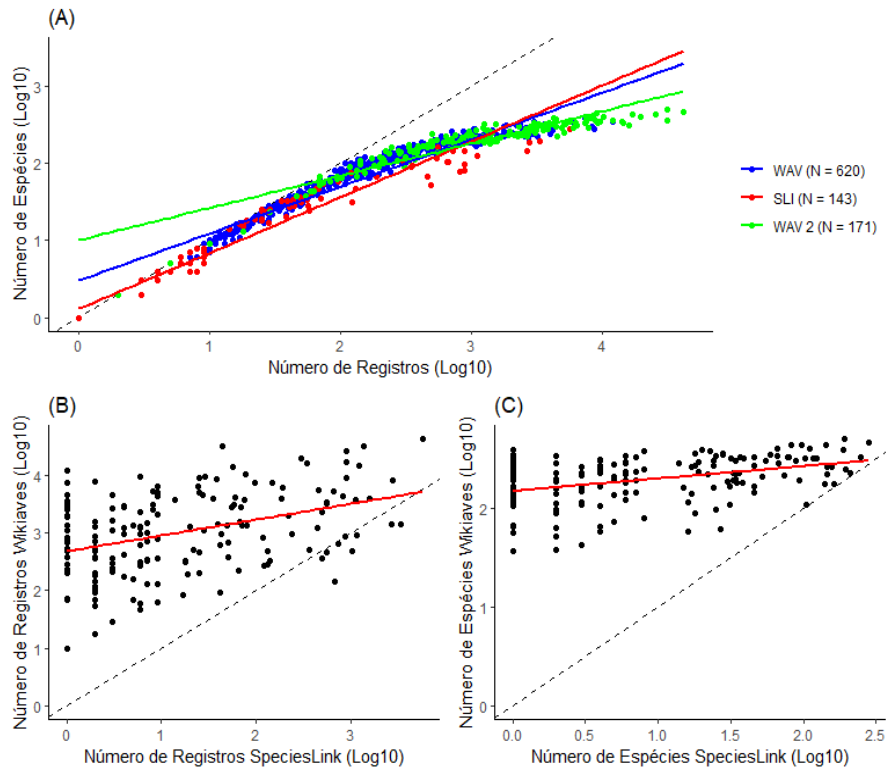 (A)
Número de Espécies (Log10)
3
2
1
0
0
1
2
3
4
Número de Registros (Log10)
WAV (N = 620)
SLI (N = 143)
WAV 2 (N = 171)
(B)
Número de Registros Wikiaves (Log10)
4
3
2
1
0
0
1
2
3
Número de Registros SpeciesLink (Log10)
(C)
Número de Espécies Wikiaves (Log10)
2
1
0
0.0
0.5
1.0
1.5
2.0
2.5
Número de Espécies SpeciesLink (Log10)